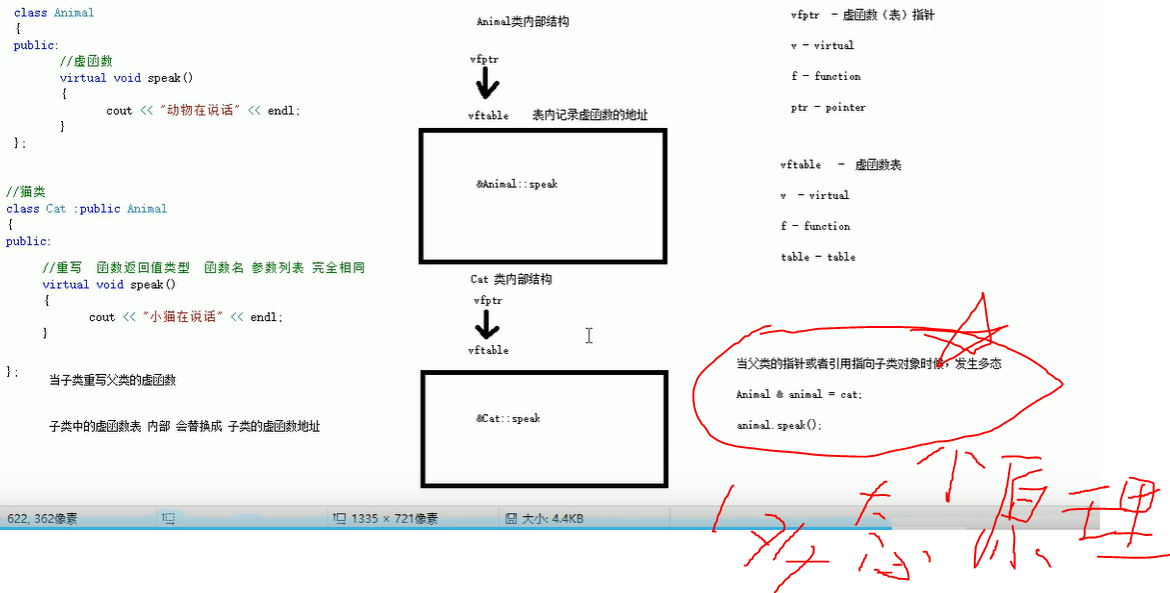 class Animal
{
public:
//虚函数
virtual void speak()
{
cout << "动物在说话" << endl;
}
};
//猫类
class Cat :public Animal
{
public:
//重写 函数返回值类型 函数名 参数列表 完全相同
virtual void speak()
{
cout << "小猫在说话" << endl;
}
};
当子类重写父类的虚函数
子类中的虚函数表 内部 会替换成 子类的虚函数地址
Animal类内部结构
vfptr
vftable 表内记录虚函数的地址
&Animal::speak
Cat 类内部结构
vfptr
vftable
&Cat::speak
vfptr - 虚函数(表)指针
v - virtual
f - function
ptr - pointer
vftable - 虚函数表
v - virtual
f - function
table - table
当父类的指针或者引用指向子类对象时候,发生多态
Animal & animal = cat;
animal.speak();
个
多态 原理
622, 362像素
1335 × 721像素
大小: 4.4KB